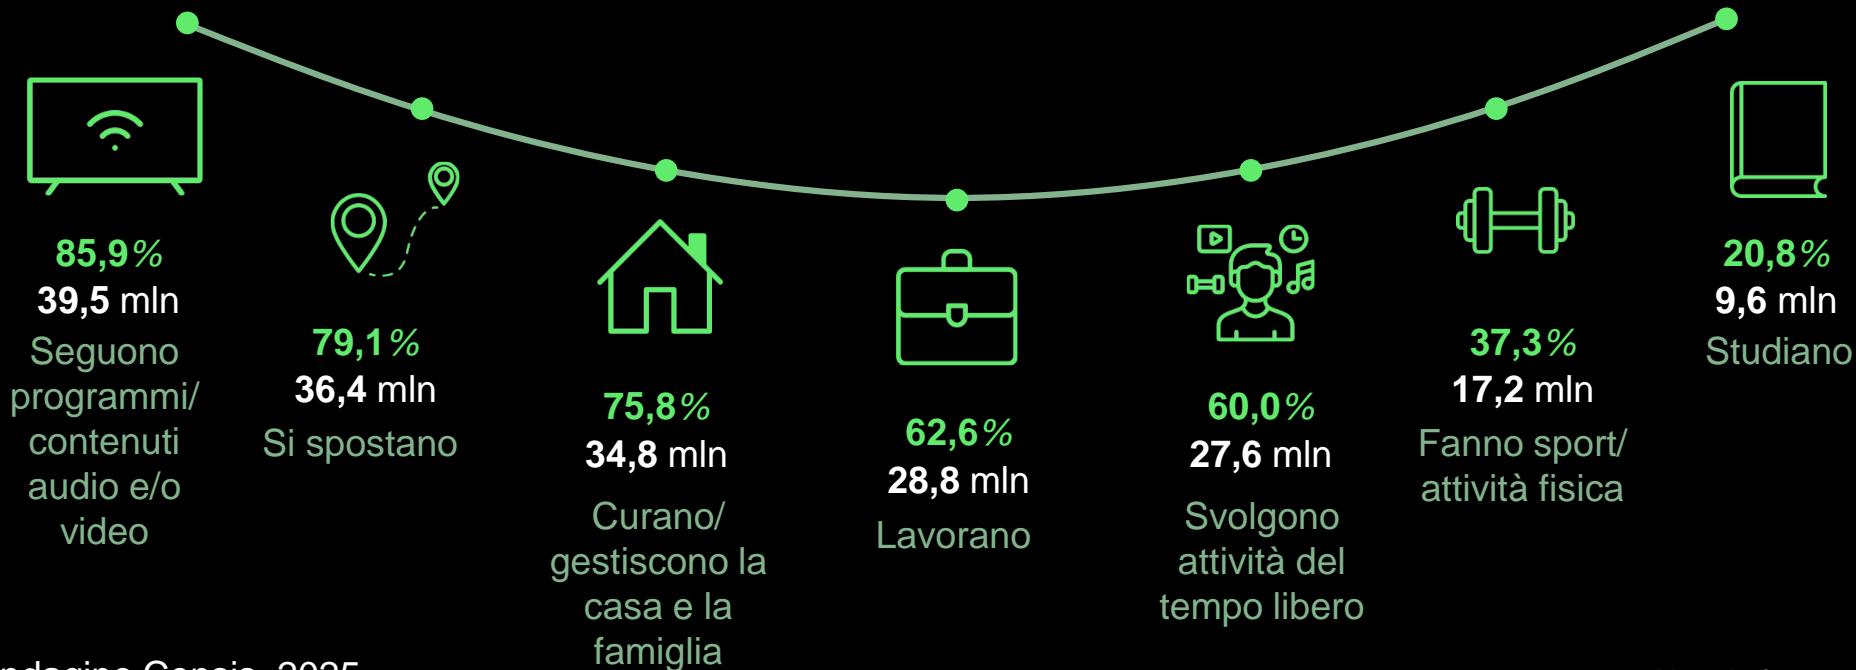 85,9%
39,5 mln
Seguono
programmi/
contenuti
audio e/o
video
79,1%
36,4 mln
Si spostano
75,8%
34,8 mln
Curano/
gestiscono la
casa e la
famiglia
62,6%
28,8 mln
Lavorano
60,0%
27,6 mln
Svolgono
attività del
tempo libero
37,3%
17,2 mln
Fanno sport/
attività fisica
20,8%
9,6 mln
Studiano
2025